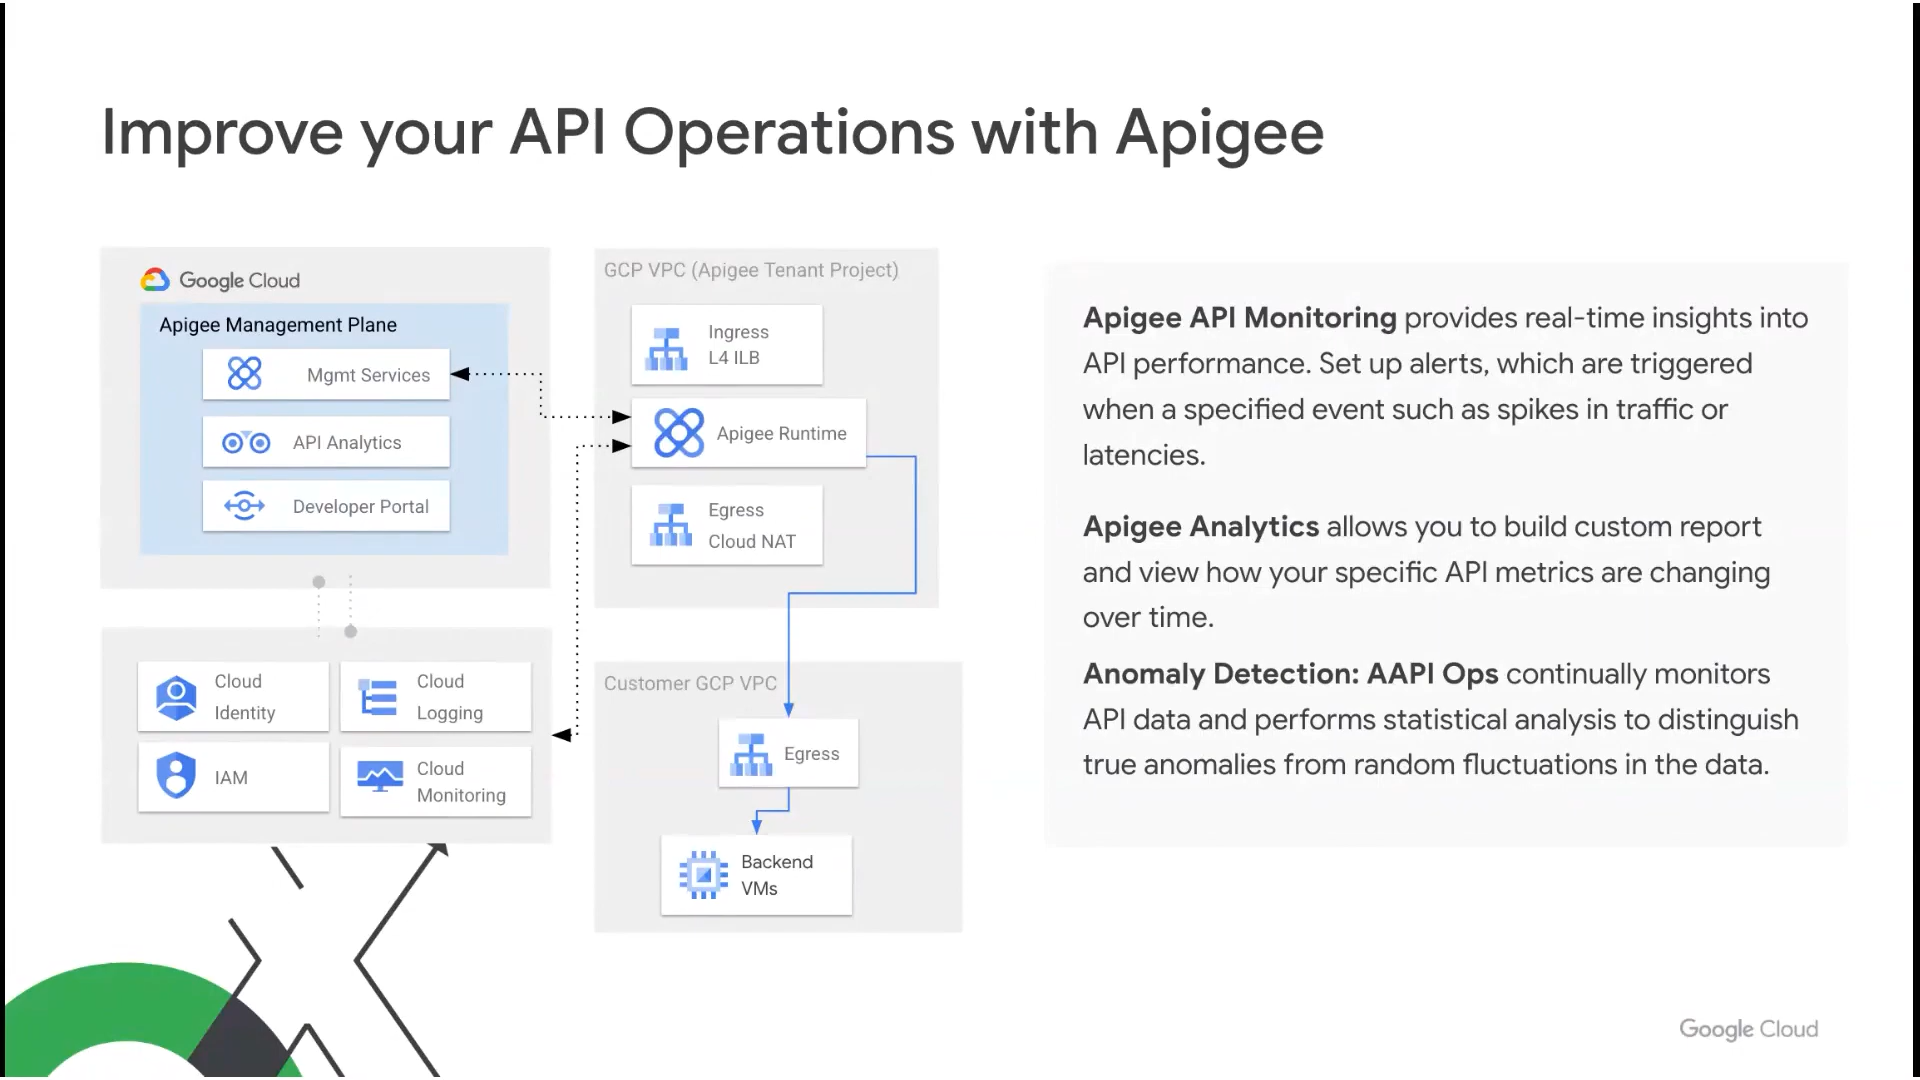 Improve your API Operations with Apigee
Google Cloud
Apigee Management Plane
Mgmt Services
API Analytics
Developer Portal
Cloud
Identity
Cloud
Logging
IAM
Cloud
Monitoring
GCP VPC (Apigee Tenant Project)
Ingress
L4 ILB
Apigee Runtime
Egress
Cloud NAT
Customer GCP VPC
Egress
Backend
VMs
Apigee API Monitoring provides real-time insights into
API performance. Set up alerts, which are triggered
when a specified event such as spikes in traffic or
latencies.
Apigee Analytics allows you to build custom report
and view how your specific API metrics are changing
over time.
Anomaly Detection: AAPI Ops continually monitors
API data and performs statistical analysis to distinguish
true anomalies from random fluctuations in the data.
Google Cloud